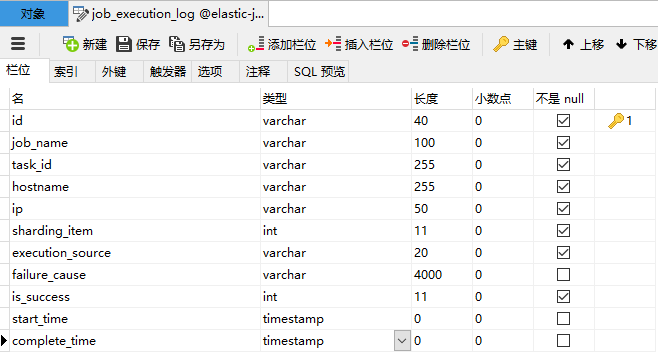 对象 job_execution_log @elastic-j...
新建 保存 另存为 添加栏位 插入栏位 删除栏位 主键 上移 下移
栏位 索引 外键 触发器 选项 注释 SQL 预览
名 类型 长度 小数点 不是 null
id varchar 40 0 1
job_name varchar 100 0
task_id varchar 255 0
hostname varchar 255 0
ip varchar 50 0
sharding_item int 11 0
execution_source varchar 20 0
failure_cause varchar 4000 0
is_success int 11 0
start_time timestamp 0 0
complete_time timestamp 0 0